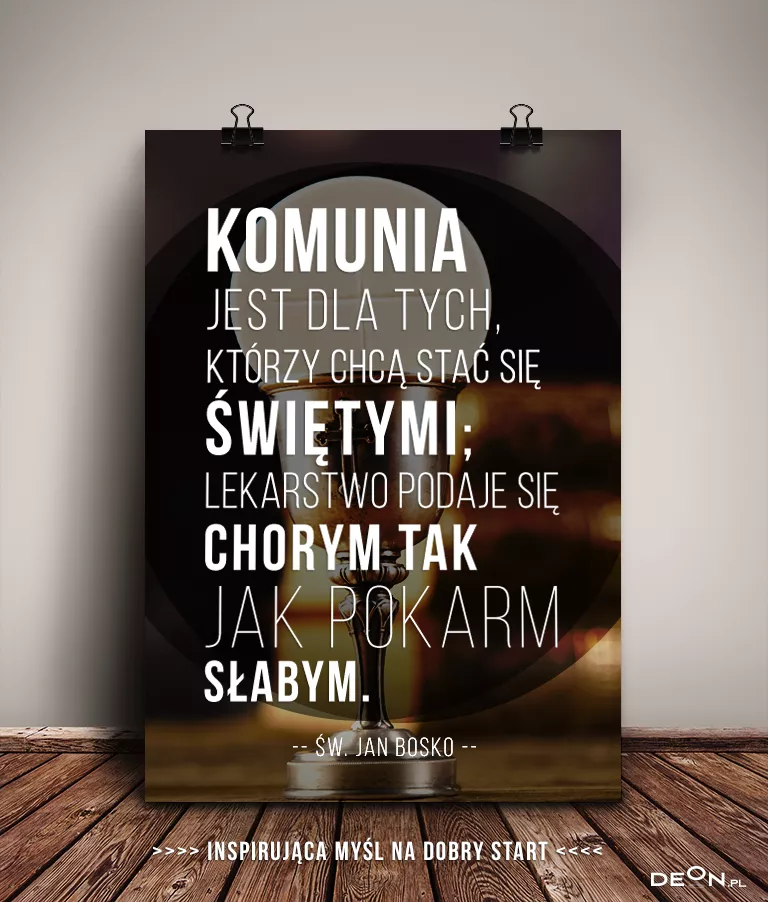 KOMUNIA
JEST DLA TYCH,
KTÓRZY CHCĄ STAĆ SIĘ
ŚWIĘTYMI;
LEKARSTWO PODAJE SIĘ
CHORYM TAK
JAK POKARM
SŁABYM.
-- ŚW. JAN BOSKO --
>>>> INSPIRUJĄCA MYŚL NA DOBRY START <<<<
DEON.PL